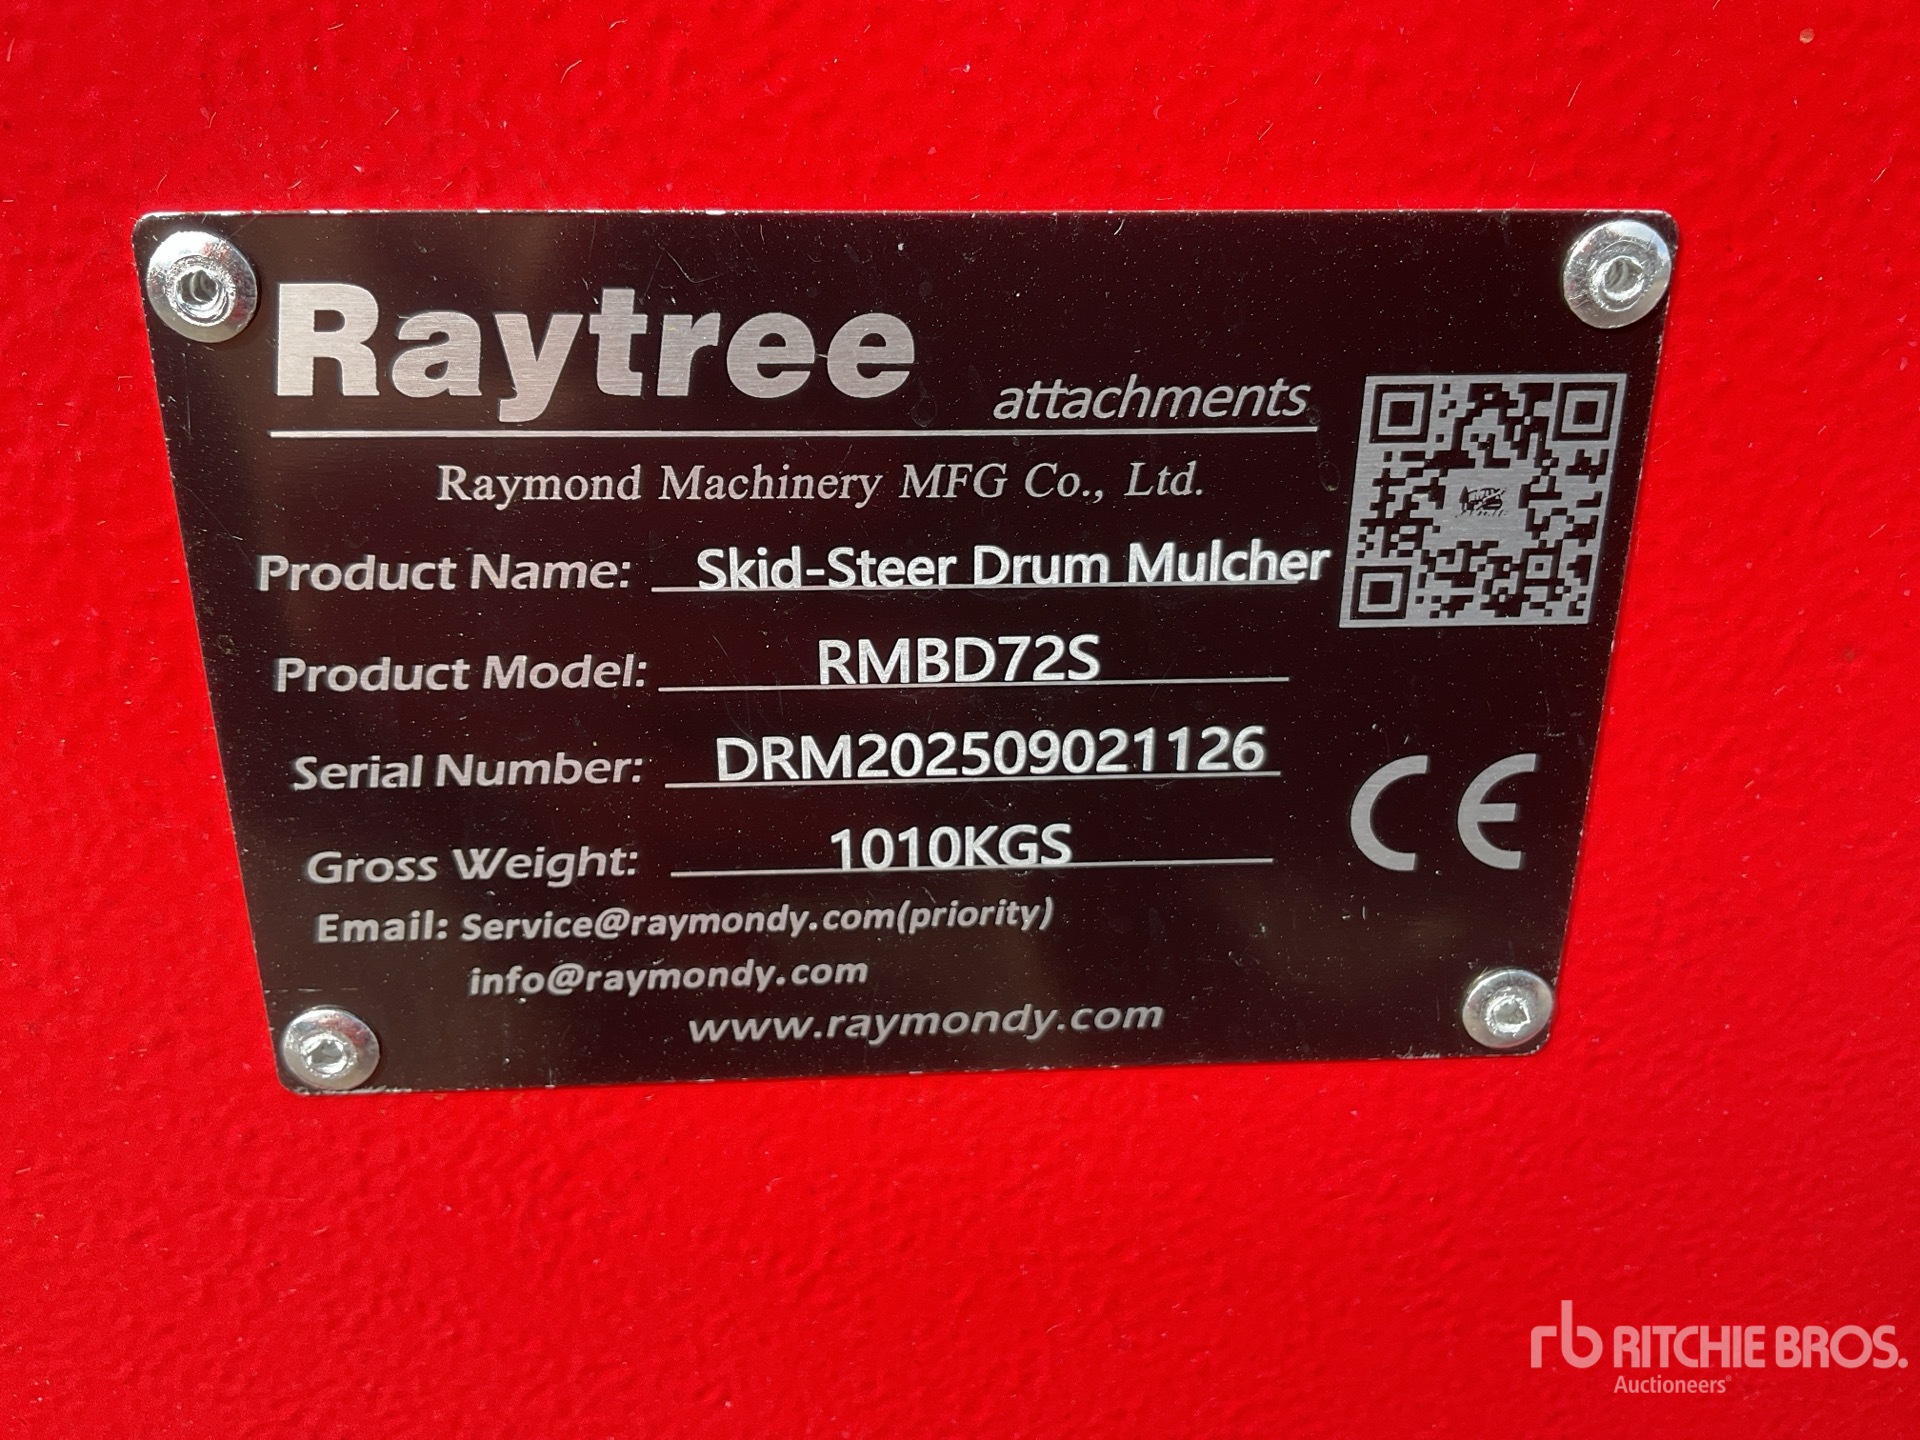 Raytree attachments
Raymond Machinery MFG Co., Ltd.
Product Name: Skid-Steer Drum Mulcher
Product Model: RMBD72S
Serial Number: DRM202509021126
Gross Weight: 1010KGS
Email: Service@raymondy.com(priority)
info@raymondy.com
www.raymondy.com
CE
rb RITCHIE BROS.
Auctioneers®